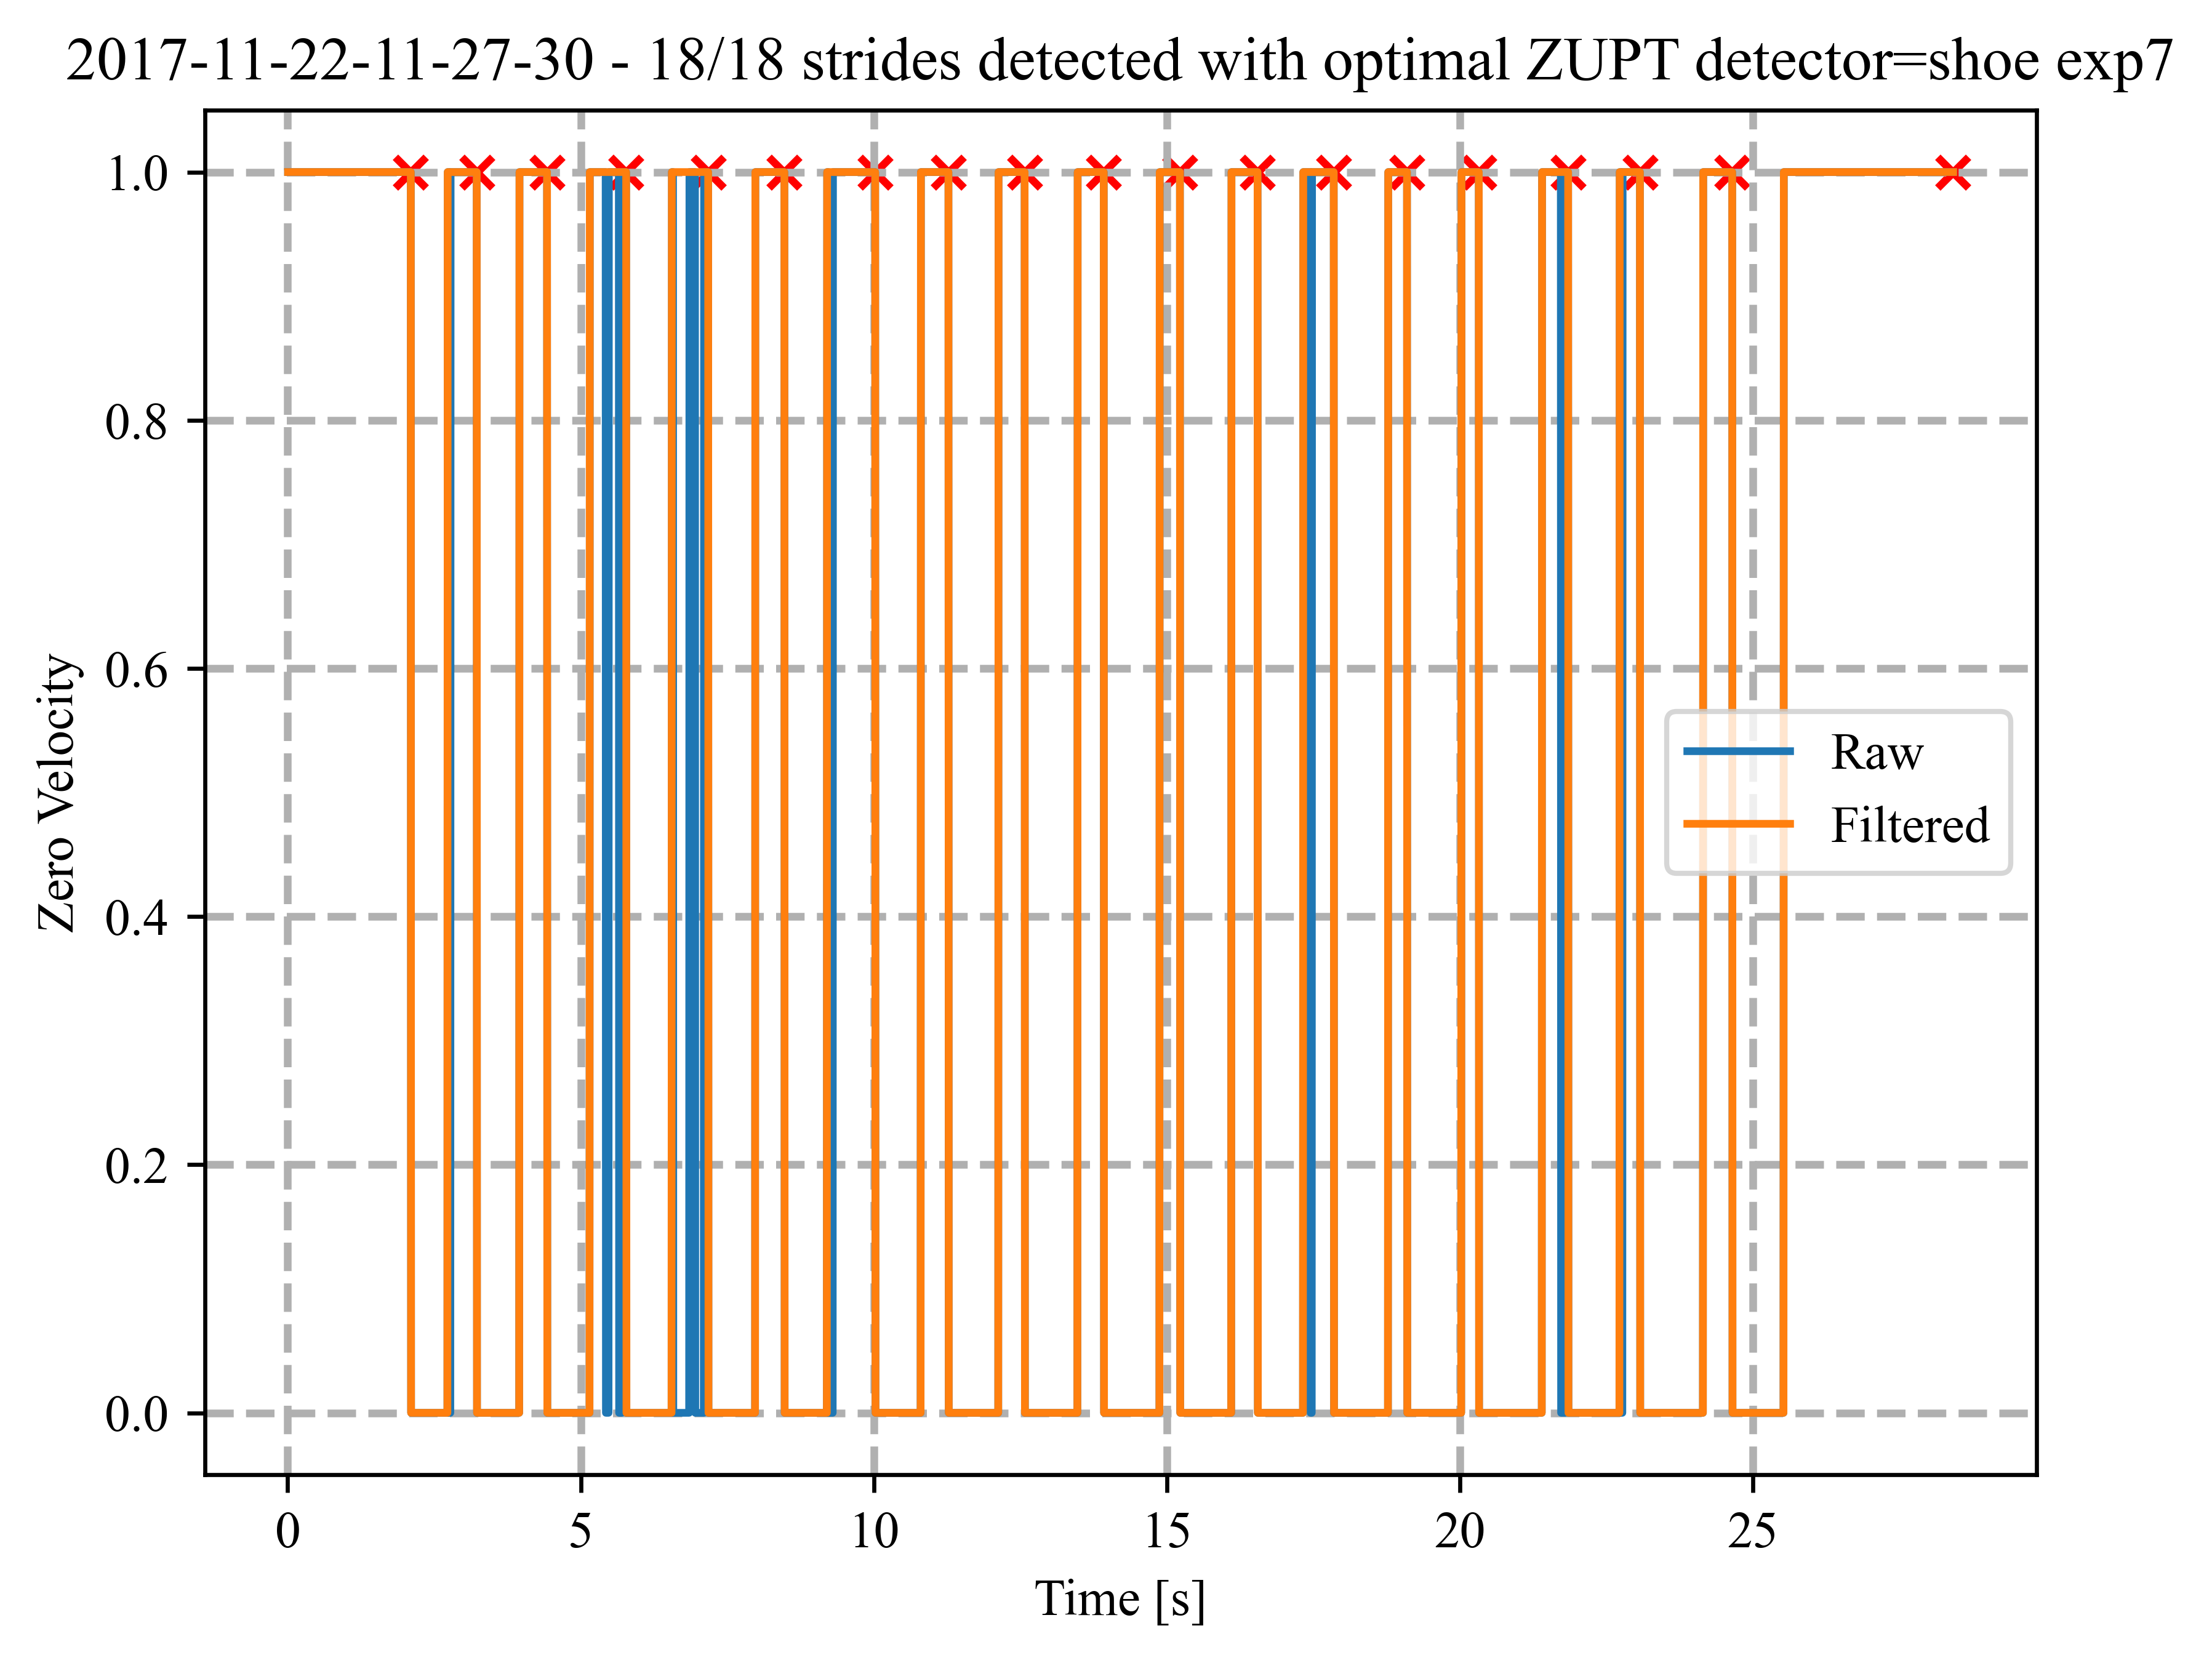 2017-11-22-11-27-30 - 18/18 strides detected with optimal ZUPT detector=shoe exp7
1.0
0.8
0.6
0.4
0.2
0.0
Zero Velocity
Raw
Filtered
0 5 10 15 20 25
Time [s]